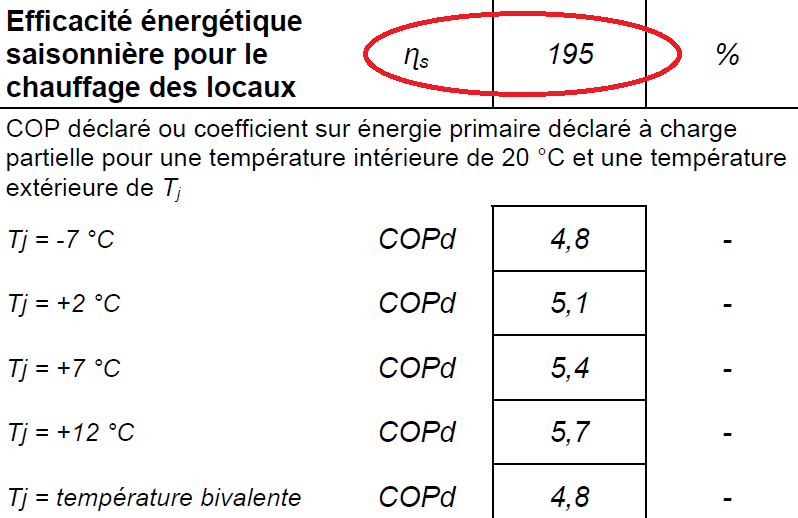 Efficacité énergétique
saisonnière pour le
chauffage des locaux
ηs 195 %
COP déclaré ou coefficient sur énergie primaire déclaré à charge
partielle pour une température intérieure de 20 °C et une température
extérieure de Tj
Tj = -7 °C COPd 4,8 -
Tj = +2 °C COPd 5,1 -
Tj = +7 °C COPd 5,4 -
Tj = +12 °C COPd 5,7 -
Tj = température bivalente COPd 4,8 -